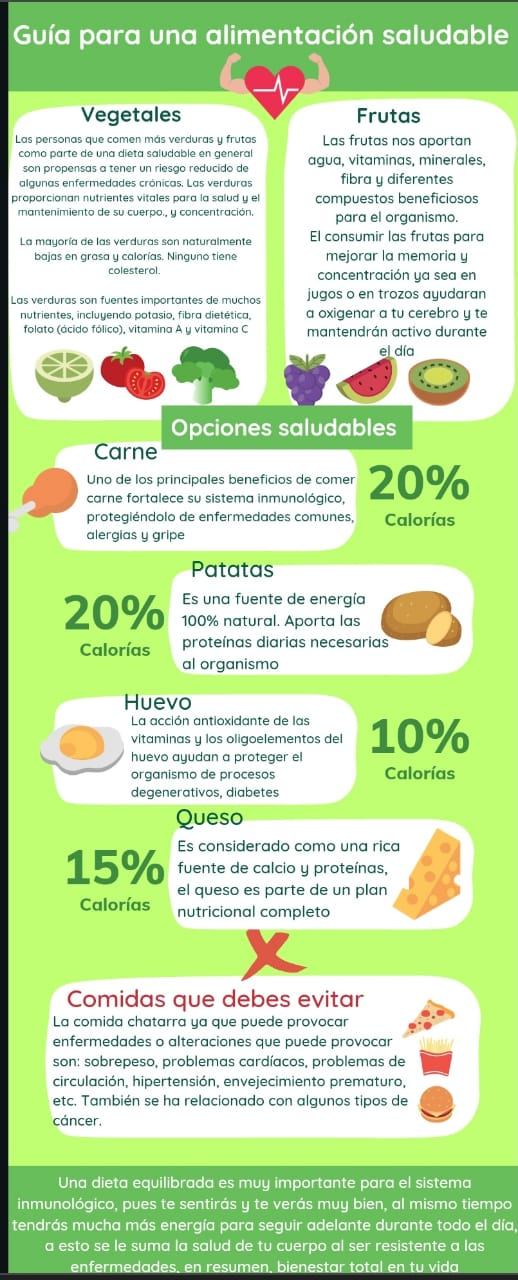 Guía para una alimentación saludable
Vegetales
Las personas que comen más verduras y frutas
como parte de una dieta saludable en general
son propensas a tener un riesgo reducido de
algunas enfermedades crónicas. Las verduras
proporcionan nutrientes vitales para la salud y el
mantenimiento de su cuerpo., y concentración.
La mayoría de las verduras son naturalmente
bajas en grasa y calorías. Ninguno tiene
colesterol.
Las verduras son fuentes importantes de muchos
nutrientes, incluyendo potasio, fibra dietética,
folato (ácido fólico), vitamina A y vitamina C
Frutas
Las frutas nos aportan
agua, vitaminas, minerales,
fibra y diferentes
compuestos beneficiosos
para el organismo.
El consumir las frutas para
mejorar la memoria y
concentración ya sea en
jugos o en trozos ayudaran
a oxigenar a tu cerebro y te
mantendrán activo durante
el día
Opciones saludables
Carne
Uno de los principales beneficios de comer
carne fortalece su sistema inmunológico,
protegiéndolo de enfermedades comunes,
alergias y gripe
20%
Calorías
Patatas
20%
Calorías
Es una fuente de energía
100% natural. Aporta las
proteínas diarias necesarias
al organismo
Huevo
La acción antioxidante de las
vitaminas y los oligoelementos del
huevo ayudan a proteger el
organismo de procesos
degenerativos, diabetes
10%
Calorías
Queso
15%
Calorías
Es considerado como una rica
fuente de calcio y proteínas,
el queso es parte de un plan
nutricional completo
Comidas que debes evitar
La comida chatarra ya que puede provocar
enfermedades o alteraciones que puede provocar
son: sobrepeso, problemas cardíacos, problemas de
circulación, hipertensión, envejecimiento prematuro,
etc. También se ha relacionado con algunos tipos de
cáncer.
Una dieta equilibrada es muy importante para el sistema
inmunológico, pues te sentirás y te verás muy bien, al mismo tiempo
tendrás mucha más energía para seguir adelante durante todo el día,
a esto se le suma la salud de tu cuerpo al ser resistente a las
enfermedades, en resumen, bienestar total en tu vida